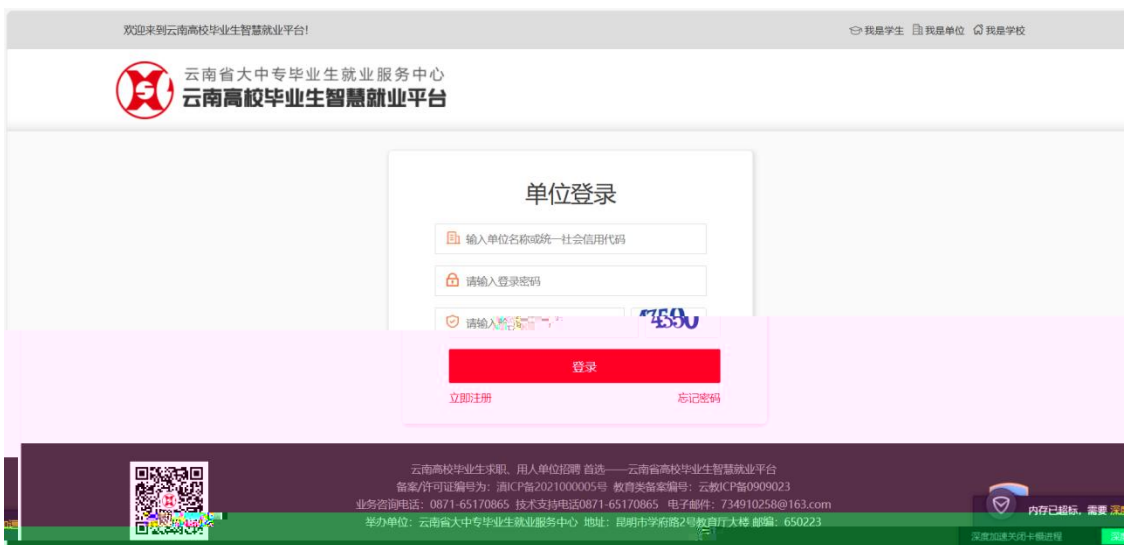 欢迎来到云南高校毕业生智慧就业平台!
我是学生 我是单位 我是学校
云南省大中专毕业生就业服务中心
云南高校毕业生智慧就业平台
单位登录
输入单位名称或统一社会信用代码
请输入登录密码
请输入
登录
立即注册 忘记密码
云南高校毕业生求职、用人单位招聘 首选——云南省高校毕业生智慧就业平台
备案/许可证编号为：滇ICP备2021000005号 教育类备案编号：云教ICP备0909023
业务咨询电话：0871-65170865 技术支持电话0871-65170865 电子邮件：734910258@163.com
举办单位：云南省大中专毕业生就业服务中心 地址：昆明市学府路2号教育厅大楼 邮编：650223
内存已超标，需要
深度加速关闭卡慢进程